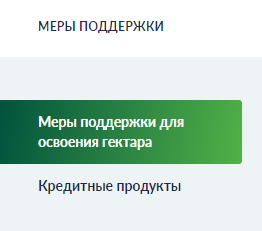 МЕРЫ ПОДДЕРЖКИ
Меры поддержки для
освоения гектара
Кредитные продукты